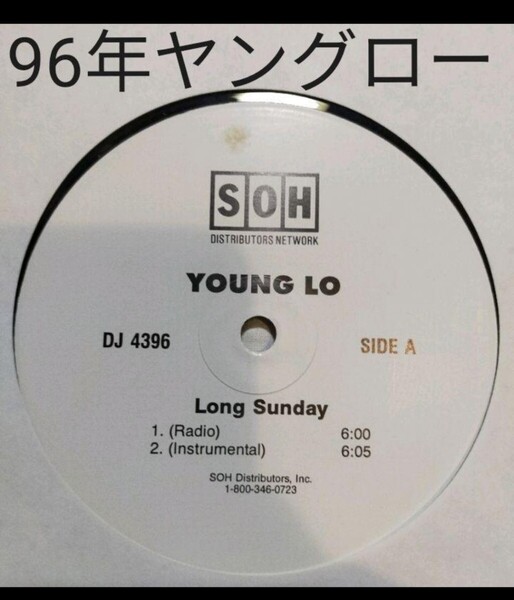 96年ヤングロー
SOH
DISTRIBUTORS NETWORK
YOUNG LO
DJ 4396
SIDE A
Long Sunday
1. (Radio) 6:00
2. (Instrumental) 6:05
SOH Distributors, Inc.
1-800-346-0723